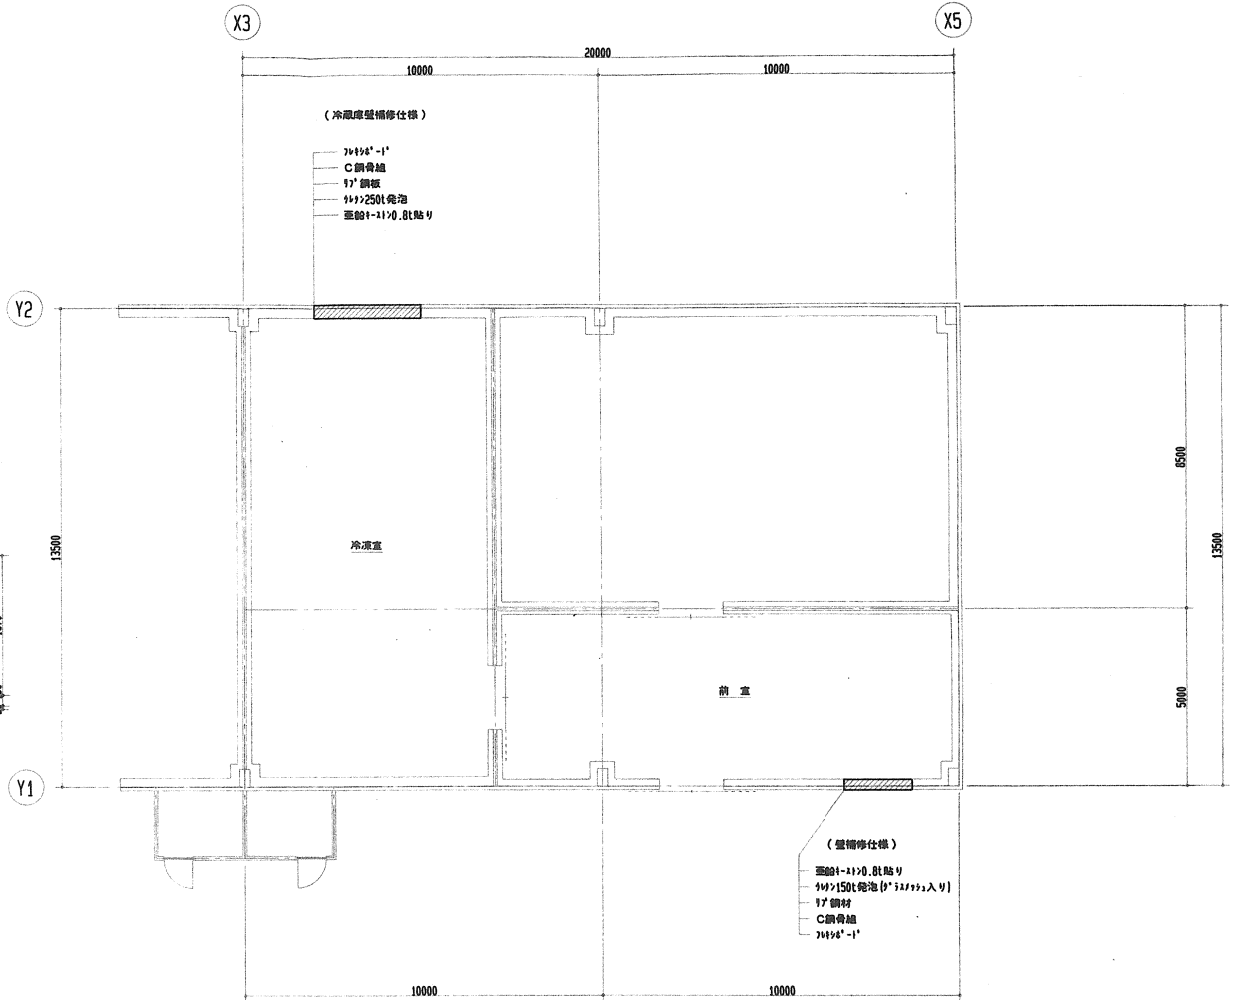 X3
X5
20000
10000
10000
(冷蔵庫壁補修仕様)
ﾌﾚｷｼﾎﾞｰﾄﾞ
C鋼骨組
ﾘﾌﾞ鋼板
ｳﾚﾀﾝ250t発泡
亜鉛ｷｰｽﾄﾝ0.8t貼り
Y2
8500
13500
13500
冷凍室
前 室
5000
Y1
(壁補修仕様)
亜鉛ｷｰｽﾄﾝ0.8t貼り
ｳﾚﾀﾝ150t発泡(ｸﾞﾗｽﾒｯｼｭ入り)
ﾘﾌﾞ鋼材
C鋼骨組
ﾌﾚｷｼﾎﾞｰﾄﾞ
10000
10000